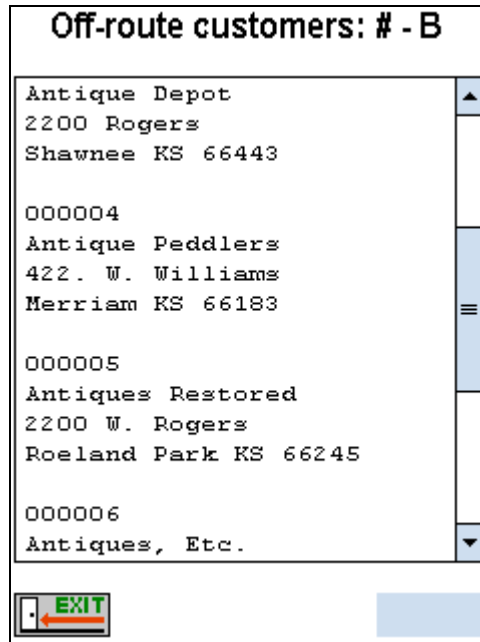 Off-route customers: # - B
Antique Depot
2200 Rogers
Shawnee KS 66443
000004
Antique Peddlers
422. W. Williams
Merriam KS 66183
000005
Antiques Restored
2200 W. Rogers
Roeland Park KS 66245
000006
Antiques, Etc.
EXIT